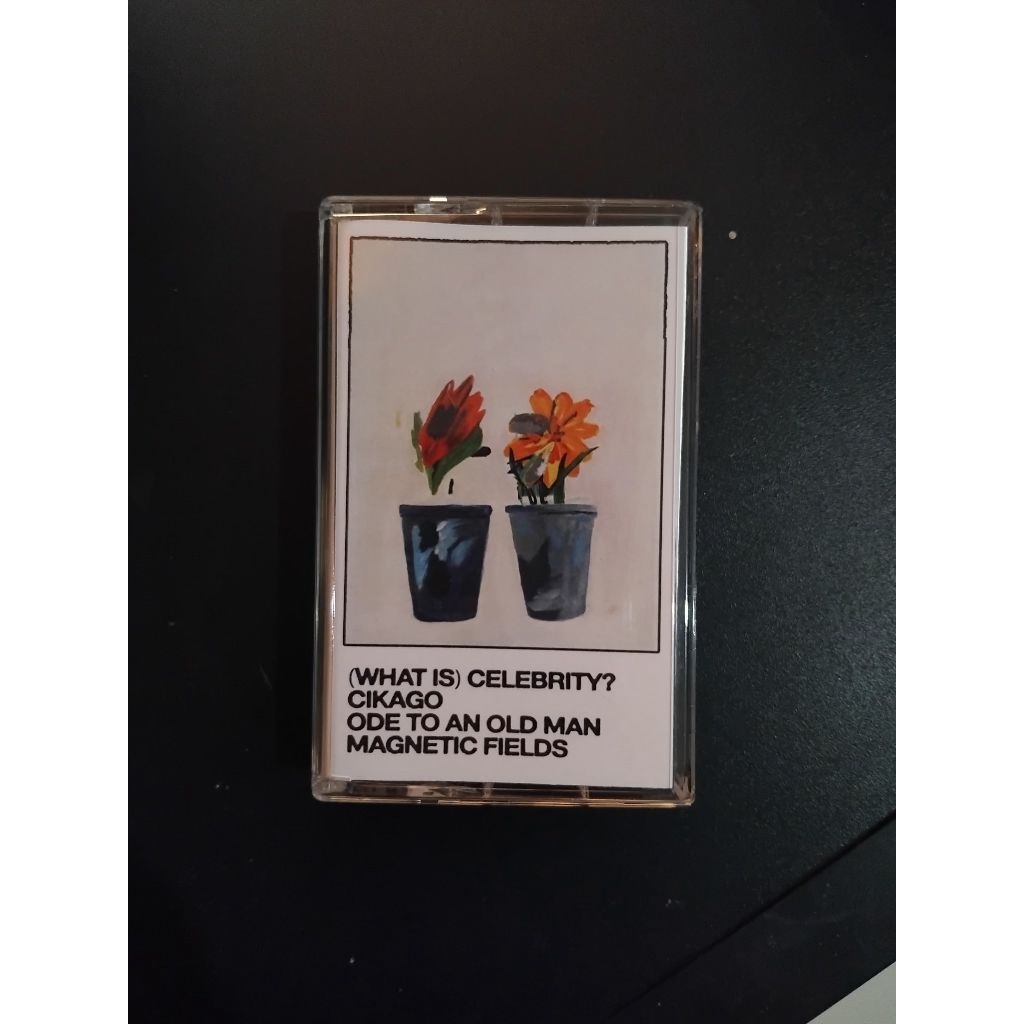 (WHAT IS) CELEBRITY?
CIKAGO
ODE TO AN OLD MAN
MAGNETIC FIELDS